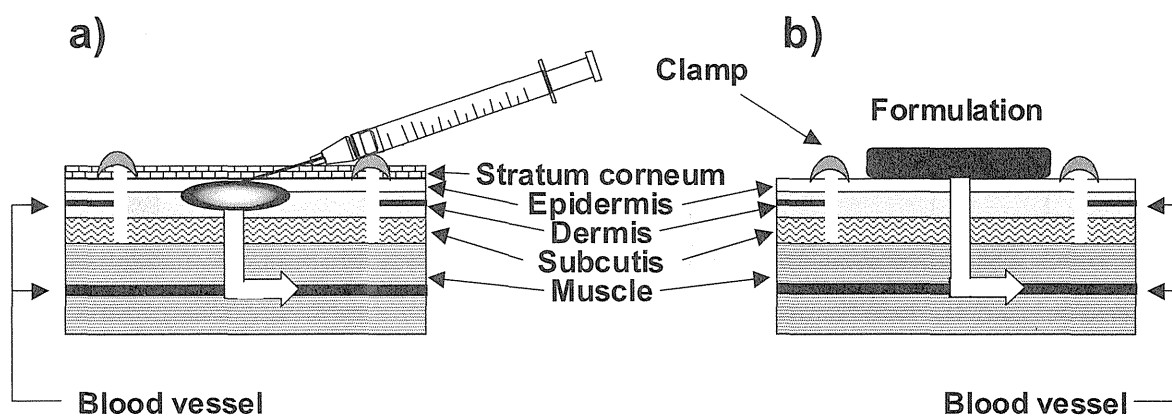 a)
b)
Clamp
Formulation
Stratum corneum
Epidermis
Dermis
Subcutis
Muscle
Blood vessel
Blood vessel